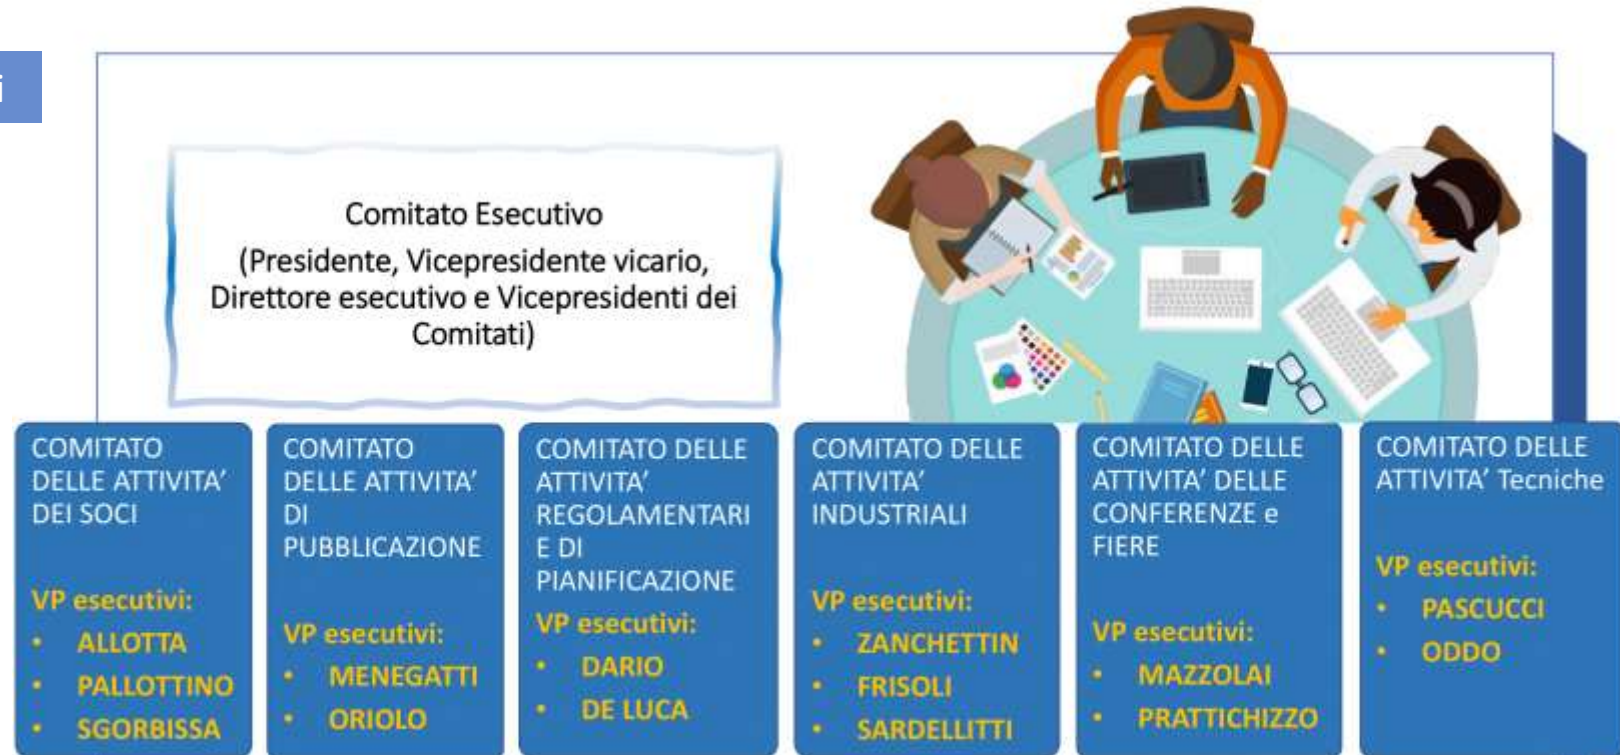 i
Comitato Esecutivo
(Presidente, Vicepresidente vicario,
Direttore esecutivo e Vicepresidenti dei
Comitati)
COMITATO
DELLE ATTIVITA’
DEI SOCI
VP esecutivi:
• ALLOTTA
• PALLOTTINO
• SGORBISSA
COMITATO
DELLE ATTIVITA’
DI
PUBBLICAZIONE
VP esecutivi:
• MENEGATTI
• ORIOLO
COMITATO DELLE
ATTIVITA’
REGOLAMENTARI
E DI
PIANIFICAZIONE
VP esecutivi:
• DARIO
• DE LUCA
COMITATO DELLE
ATTIVITA’
INDUSTRIALI
VP esecutivi:
• ZANCHETTIN
• FRISOLI
• SARDELLITTI
COMITATO DELLE
ATTIVITA’ DELLE
CONFERENZE e
FIERE
VP esecutivi:
• MAZZOLAI
• PRATTICHIZZO
COMITATO DELLE
ATTIVITA’ Tecniche
VP esecutivi:
• PASCUCCI
• ODDO